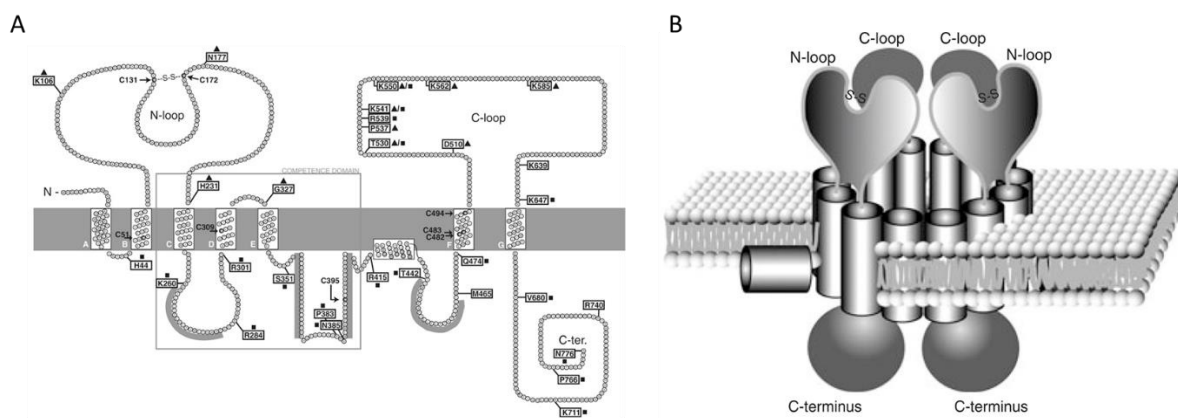 A
B
N177
C131
S-S
C172
K106
N-loop
K550 ▲/■
K562 ▲
K585 ▲
K541 ▲/■
R539 ■
P537 ▲
T530 ▲/■
C-loop
D510 ▲
K639
K647 ■
N -
COMPETENCE DOMAIN
H231
G327
C51
C309
C494
C483
C482
A
B
C
D
E
F
G
H44
K260
R301
S351
R284
C395
P383
N385
R415
T442
Q474
M465
V680
R740
C-ter.
N776
P766
K711
N-loop
C-loop
C-loop
N-loop
S-S
S-S
C-terminus
C-terminus